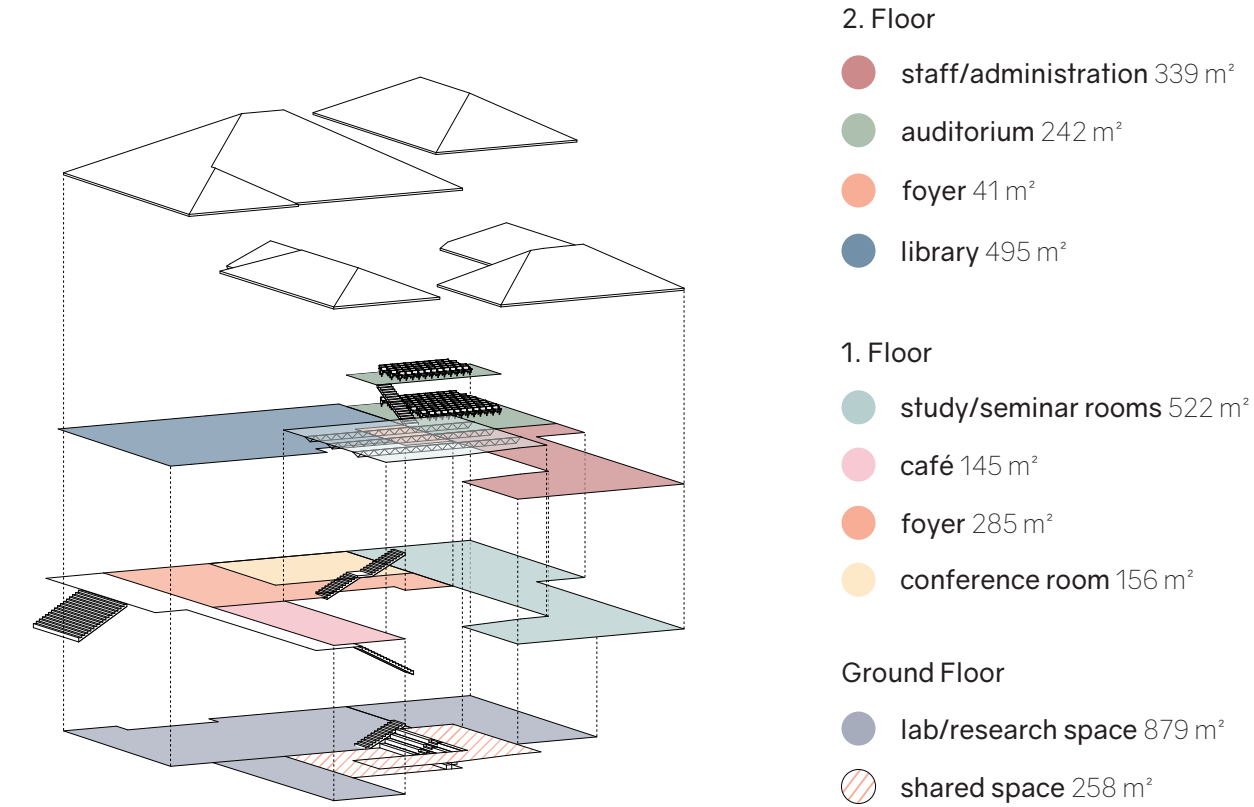 2. Floor
staff/administration 339 m²
auditorium 242 m²
foyer 41 m²
library 495 m²
1. Floor
study/seminar rooms 522 m²
café 145 m²
foyer 285 m²
conference room 156 m²
Ground Floor
lab/research space 879 m²
shared space 258 m²